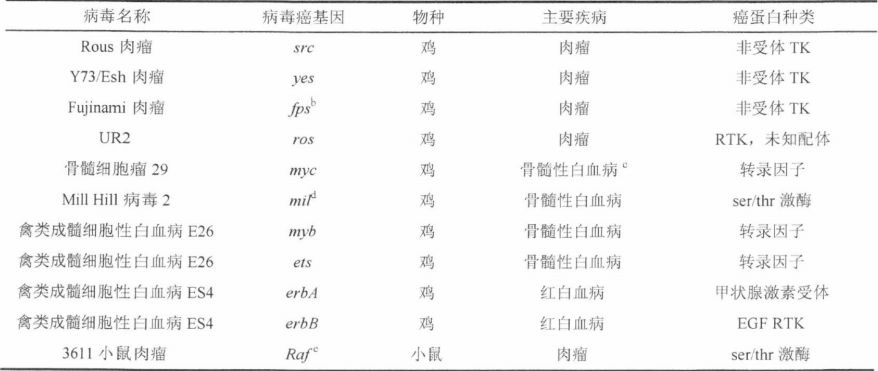 病毒名称 病毒癌基因 物种 主要疾病 癌蛋白种类
Rous 肉瘤 src 鸡 肉瘤 非受体 TK
Y73/Esh 肉瘤 yes 鸡 肉瘤 非受体 TK
Fujinami 肉瘤 fpsᵇ 鸡 肉瘤 非受体 TK
UR2 ros 鸡 肉瘤 RTK，未知配体
骨髓细胞瘤 29 myc 鸡 骨髓性白血病 ᶜ 转录因子
Mill Hill 病毒 2 milᵈ 鸡 骨髓性白血病 ser/thr 激酶
禽类成髓细胞性白血病 E26 myb 鸡 骨髓性白血病 转录因子
禽类成髓细胞性白血病 E26 ets 鸡 骨髓性白血病 转录因子
禽类成髓细胞性白血病 ES4 erbA 鸡 红白血病 甲状腺激素受体
禽类成髓细胞性白血病 ES4 erbB 鸡 红白血病 EGF RTK
3611 小鼠肉瘤 Raf ᵉ 小鼠 肉瘤 ser/thr 激酶